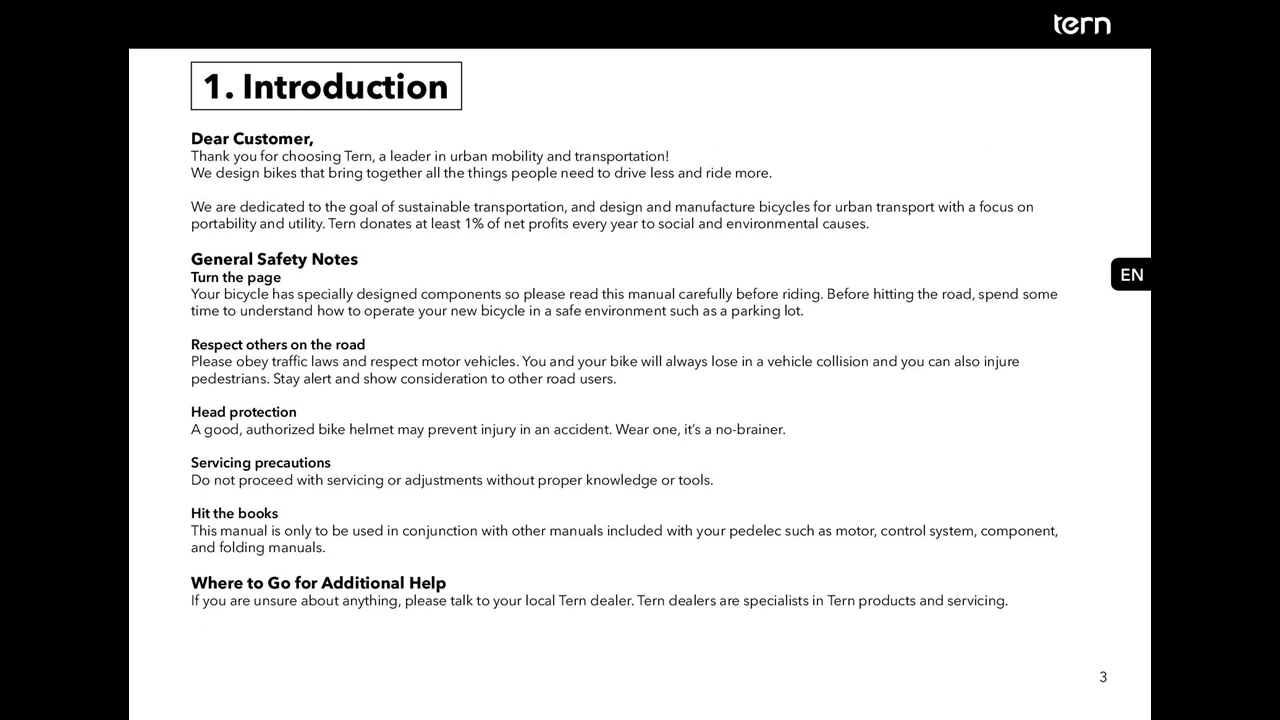 tern
1. Introduction
Dear Customer,
Thank you for choosing Tern, a leader in urban mobility and transportation!
We design bikes that bring together all the things people need to drive less and ride more.
We are dedicated to the goal of sustainable transportation, and design and manufacture bicycles for urban transport with a focus on
portability and utility. Tern donates at least 1% of net profits every year to social and environmental causes.
General Safety Notes
Turn the page
EN
Your bicycle has specially designed components so please read this manual carefully before riding. Before hitting the road, spend some
time to understand how to operate your new bicycle in a safe environment such as a parking lot.
Respect others on the road
Please obey traffic laws and respect motor vehicles. You and your bike will always lose in a vehicle collision and you can also injure
pedestrians. Stay alert and show consideration to other road users.
Head protection
A good, authorized bike helmet may prevent injury in an accident. Wear one, it’s a no-brainer.
Servicing precautions
Do not proceed with servicing or adjustments without proper knowledge or tools.
Hit the books
This manual is only to be used in conjunction with other manuals included with your pedelec such as motor, control system, component,
and folding manuals.
Where to Go for Additional Help
If you are unsure about anything, please talk to your local Tern dealer. Tern dealers are specialists in Tern products and servicing.
3